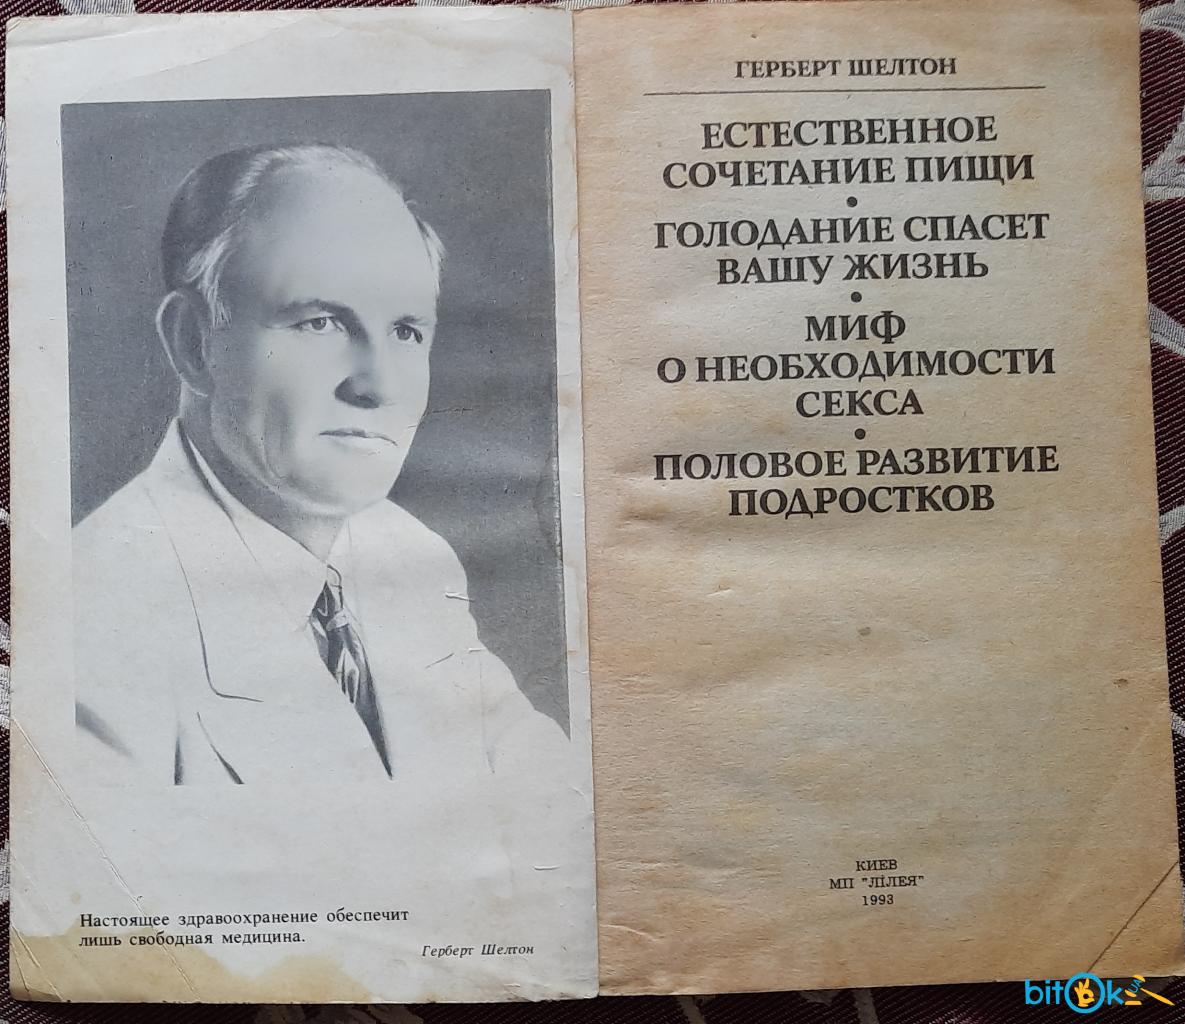 Настоящее здравоохранение обеспечит
лишь свободная медицина.
Герберт Шелтон
ГЕРБЕРТ ШЕЛТОН
ЕСТЕСТВЕННОЕ
СОЧЕТАНИЕ ПИЩИ
•
ГОЛОДАНИЕ СПАСЕТ
ВАШУ ЖИЗНЬ
•
МИФ
О НЕОБХОДИМОСТИ
СЕКСА
•
ПОЛОВОЕ РАЗВИТИЕ
ПОДРОСТКОВ
КИЕВ
МП "ЛІЛЕЯ"
1993
bitOk